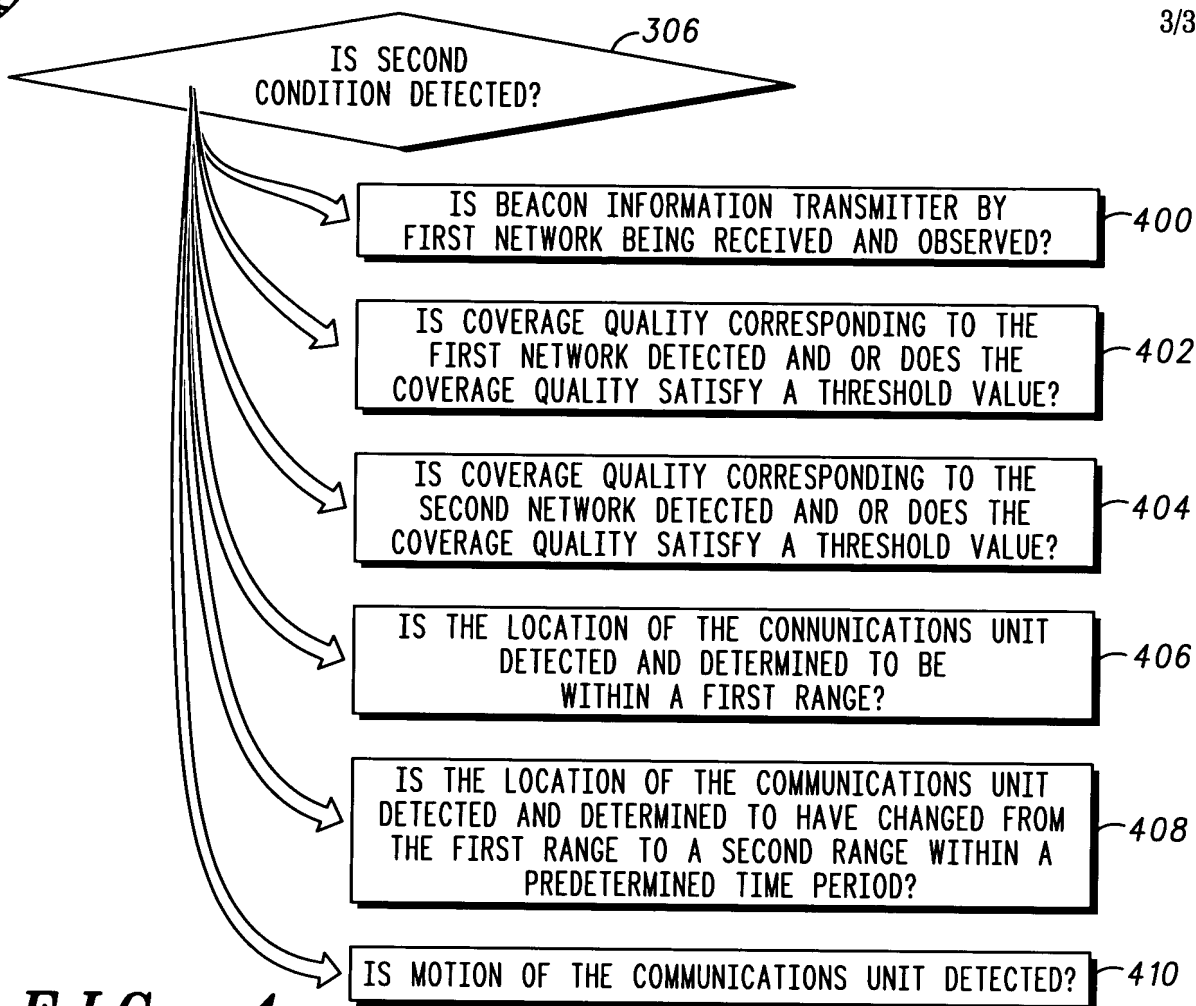 3/3
306
IS SECOND
CONDITION DETECTED?
IS BEACON INFORMATION TRANSMITTER BY
FIRST NETWORK BEING RECEIVED AND OBSERVED?
400
IS COVERAGE QUALITY CORRESPONDING TO THE
FIRST NETWORK DETECTED AND OR DOES THE
COVERAGE QUALITY SATISFY A THRESHOLD VALUE?
402
IS COVERAGE QUALITY CORRESPONDING TO THE
SECOND NETWORK DETECTED AND OR DOES THE
COVERAGE QUALITY SATISFY A THRESHOLD VALUE?
404
IS THE LOCATION OF THE CONNUNICATIONS UNIT
DETECTED AND DETERMINED TO BE
WITHIN A FIRST RANGE?
406
IS THE LOCATION OF THE COMMUNICATIONS UNIT
DETECTED AND DETERMINED TO HAVE CHANGED FROM
THE FIRST RANGE TO A SECOND RANGE WITHIN A
PREDETERMINED TIME PERIOD?
408
IS MOTION OF THE COMMUNICATIONS UNIT DETECTED?
410
FIG. 4